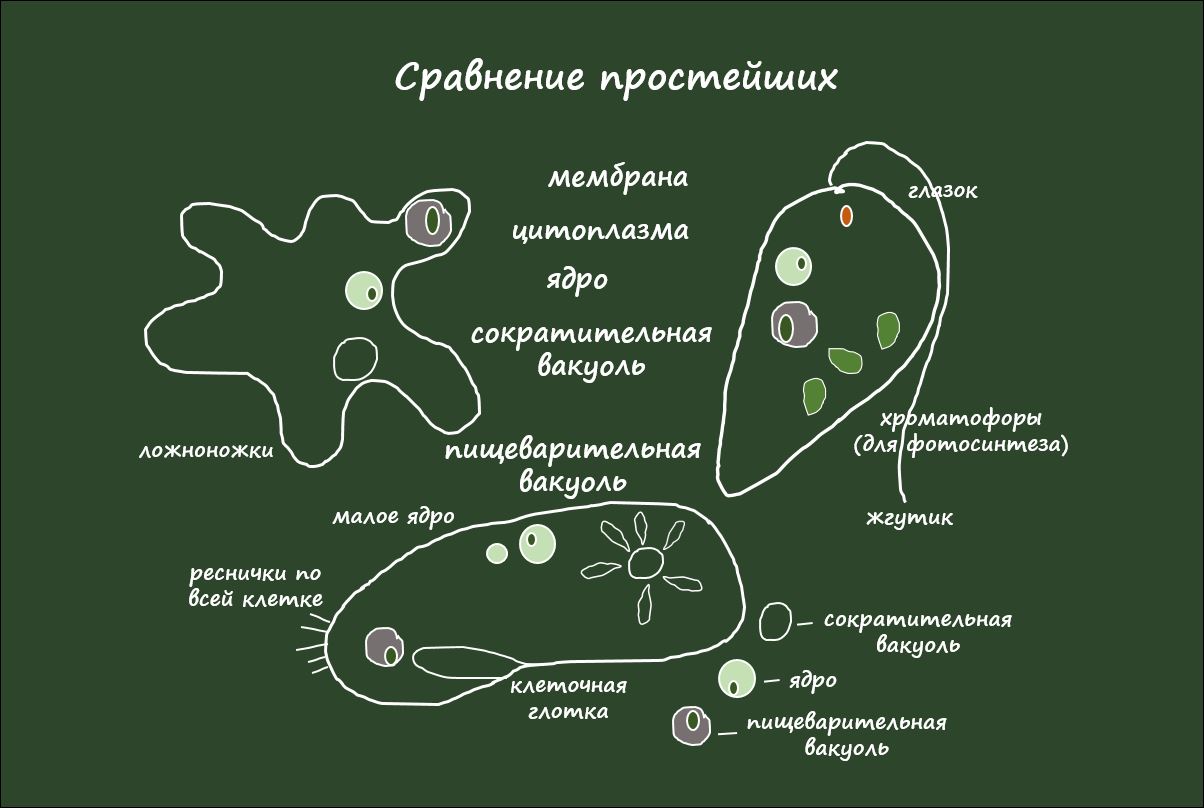 Сравнение простейших
мембрана
глазок
цитоплазма
ядро
сократительная
вакуоль
хроматофоры
(для фотосинтеза)
ложноножки
пищеварительная
вакуоль
жгутик
малое ядро
реснички по
всей клетке
сократительная
вакуоль
ядро
клеточная
глотка
пищеварительная
вакуоль